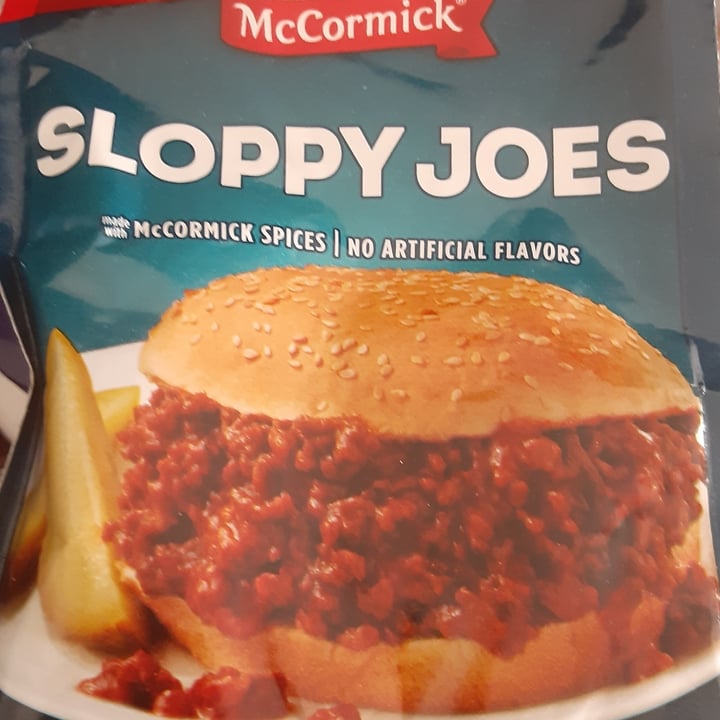 McCormick®
SLOPPY JOES
made with McCORMICK SPICES | NO ARTIFICIAL FLAVORS